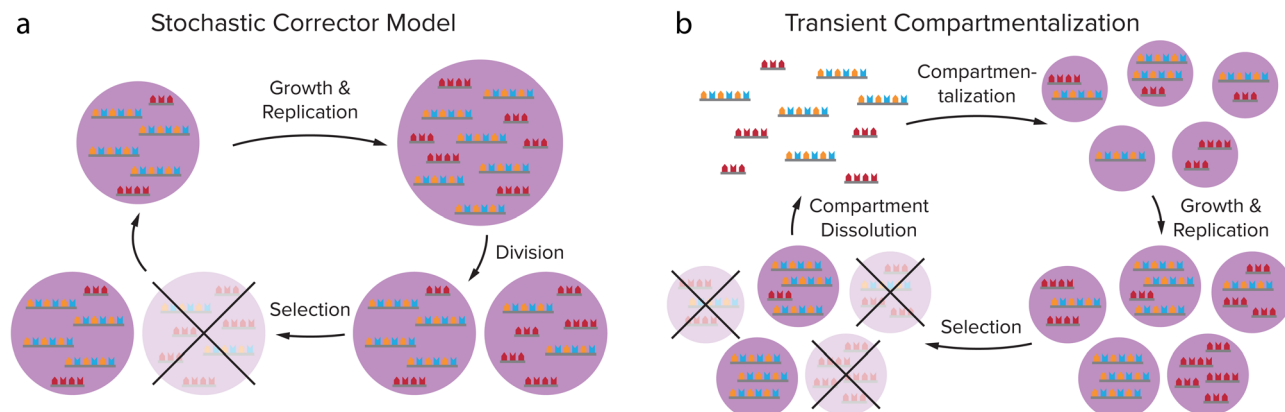 a
Stochastic Corrector Model
Growth &
Replication
Division
Selection
b
Transient Compartmentalization
Compartmen-
talization
Growth &
Replication
Selection
Compartment
Dissolution